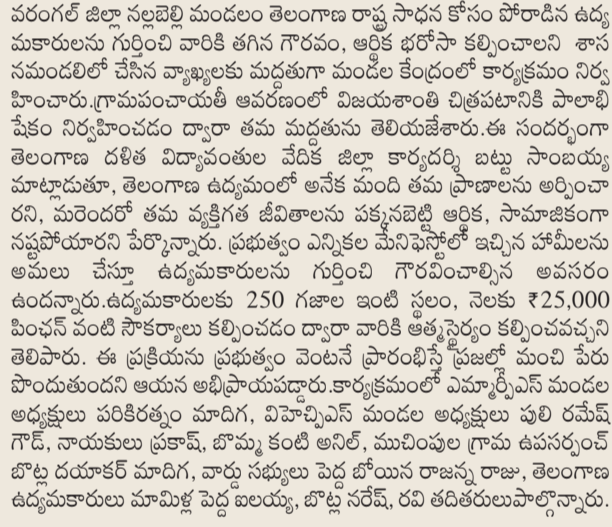 వరంగల్ జిల్లా నల్లబెల్లి మండలం తెలంగాణ రాష్ట్ర సాధన కోసం పోరాడిన ఉద్య
మకారులను గుర్తించి వారికి తగిన గౌరవం, ఆర్థిక భరోసా కల్పించాలని శాస
నమండలిలో చేసిన వ్యాఖ్యలకు మద్దతుగా మండల కేంద్రంలో కార్యక్రమం నిర్వ
హించారు.గ్రామపంచాయతీ ఆవరణంలో విజయశాంతి చిత్రపటానికి పాలాభి
షేకం నిర్వహించడం ద్వారా తమ మద్దతును తెలియజేశారు.ఈ సందర్భంగా
తెలంగాణ దళిత విద్యావంతుల వేదిక జిల్లా కార్యదర్శి బట్టు సాంబయ్య
మాట్లాడుతూ, తెలంగాణ ఉద్యమంలో అనేక మంది తమ ప్రాణాలను అర్పించా
రని, మరెందరో తమ వ్యక్తిగత జీవితాలను పక్కనబెట్టి ఆర్థిక, సామాజికంగా
నష్టపోయారని పేర్కొన్నారు. ప్రభుత్వం ఎన్నికల మేనిఫెస్టోలో ఇచ్చిన హామీలను
అమలు చేస్తూ ఉద్యమకారులను గుర్తించి గౌరవించాల్సిన అవసరం
ఉందన్నారు.ఉద్యమకారులకు 250 గజాల ఇంటి స్థలం, నెలకు ₹25,000
పింఛన్ వంటి సౌకర్యాలు కల్పించడం ద్వారా వారికి ఆత్మస్థైర్యం కల్పించవచ్చని
తెలిపారు. ఈ ప్రక్రియను ప్రభుత్వం వెంటనే ప్రారంభిస్తే ప్రజల్లో మంచి పేరు
పొందుతుందని ఆయన అభిప్రాయపడ్డారు.కార్యక్రమంలో ఎమ్మార్పీఎస్ మండల
అధ్యక్షులు పరికిరత్నం మాదిగ, విహెచ్పిఎస్ మండల అధ్యక్షులు పులి రమేష్
గౌడ్, నాయకులు ప్రకాష్, బొమ్మ కంటి అనిల్, ముచింపుల గ్రామ ఉపసర్పంచ్
బొట్ల దయాకర్ మాదిగ, వార్డు సభ్యులు పెద్ద బోయిన రాజన్న రాజు, తెలంగాణ
ఉద్యమకారులు మామిళ్ల పెద్ద ఐలయ్య, బొట్ల నరేష్, రవి తదితరులుపాల్గొన్నారు.